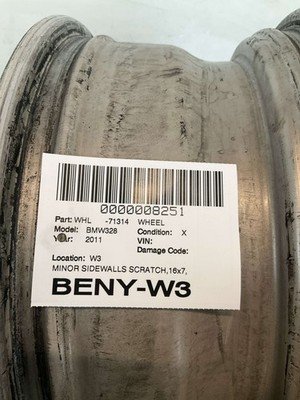 0000008251
Part: WHL -71314 WHEEL
Model: BMW328 Condition: X
Year: 2011 VIN:
Damage Code:
Location: W3
MINOR SIDEWALLS SCRATCH,16x7,
BENY-W3